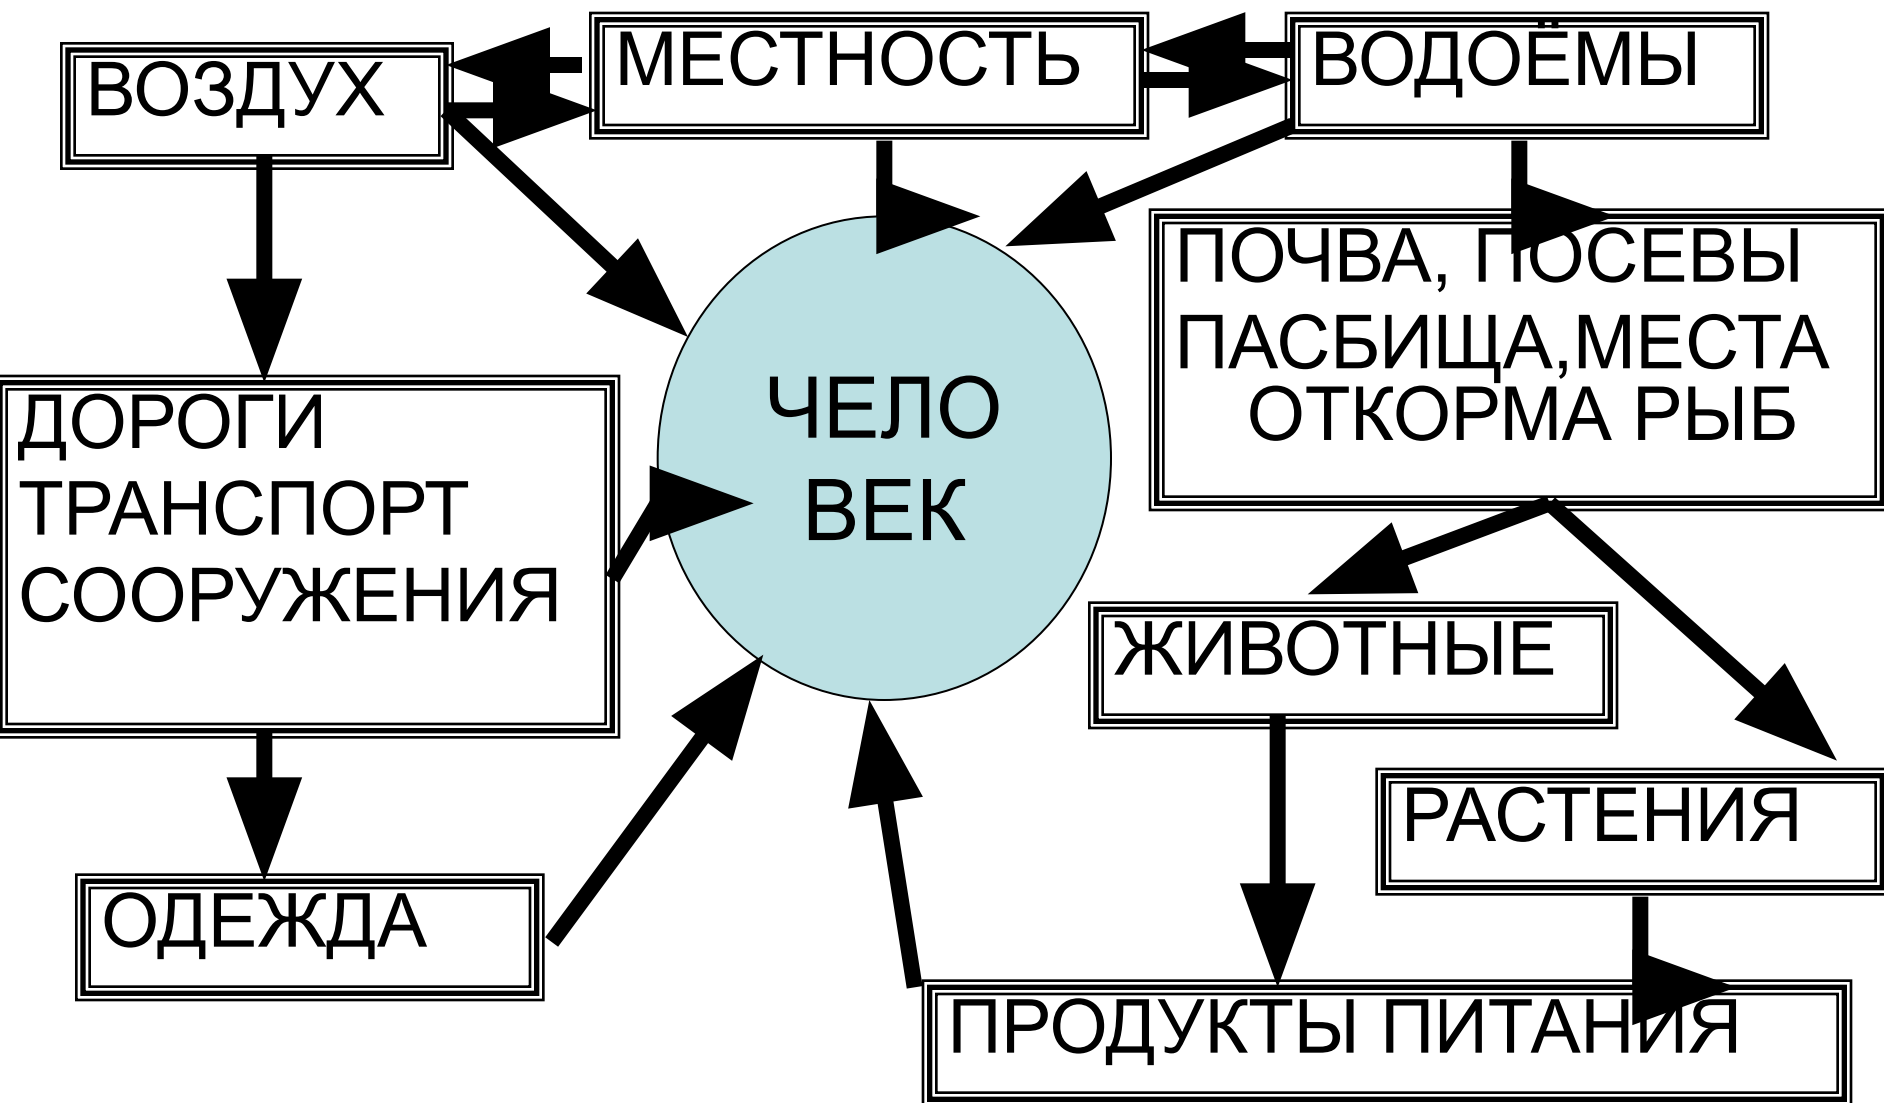 ВОЗДУХ
МЕСТНОСТЬ
ВОДОЁМЫ
ПОЧВА, ПОСЕВЫ
ПАСБИЩА,МЕСТА
ОТКОРМА РЫБ
ЧЕЛО
ВЕК
ДОРОГИ
ТРАНСПОРТ
СООРУЖЕНИЯ
ЖИВОТНЫЕ
РАСТЕНИЯ
ОДЕЖДА
ПРОДУКТЫ ПИТАНИЯ